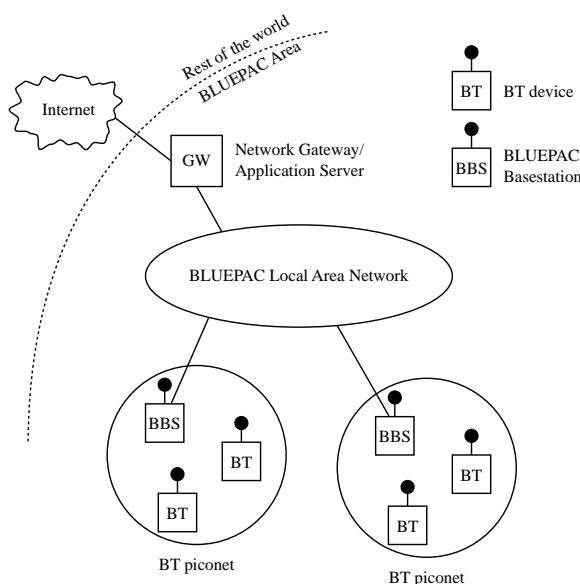 Rest of the world
BLUEPAC Area
Internet
GW
Network Gateway/
Application Server
BT
BT device
BBS
BLUEPAC
Basestation
BLUEPAC Local Area Network
BBS
BT
BT
BT piconet
BBS
BT
BT
BT piconet